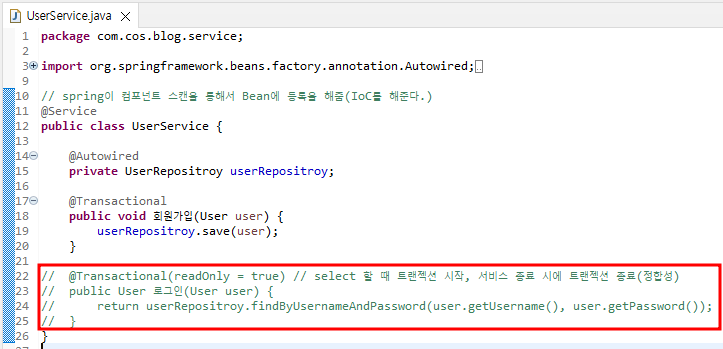 UserService.java
1 package com.cos.blog.service;
2
3 import org.springframework.beans.factory.annotation.Autowired;
9
10 // spring이 컴포넌트 스캔을 통해서 Bean에 등록을 해줌(IoC를 해준다.)
11 @Service
12 public class UserService {
13
14 @Autowired
15 private UserRepositroy userRepositroy;
16
17 @Transactional
18 public void 회원가입(User user) {
19 userRepositroy.save(user);
20 }
21
22 // @Transactional(readOnly = true) // select 할 때 트랜젝션 시작, 서비스 종료 시에 트랜젝션 종료(정합성)
23 // public User 로그인(User user) {
24 // return userRepositroy.findByUsernameAndPassword(user.getUsername(), user.getPassword());
25 // }
26 }
27